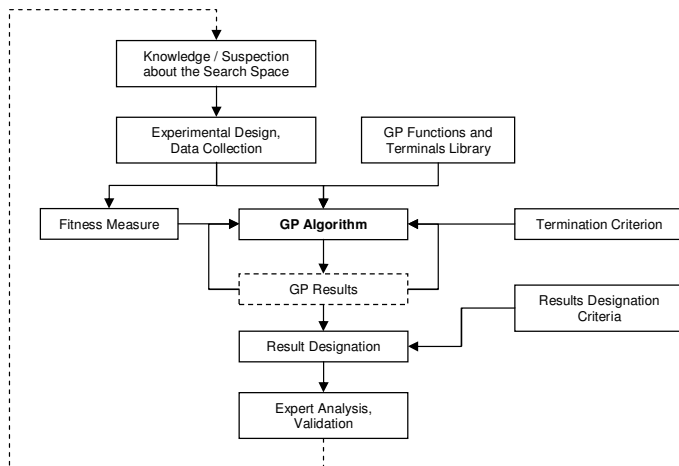 Knowledge / Suspection
about the Search Space
Experimental Design,
Data Collection
GP Functions and
Terminals Library
Fitness Measure
GP Algorithm
Termination Criterion
GP Results
Results Designation
Criteria
Result Designation
Expert Analysis,
Validation